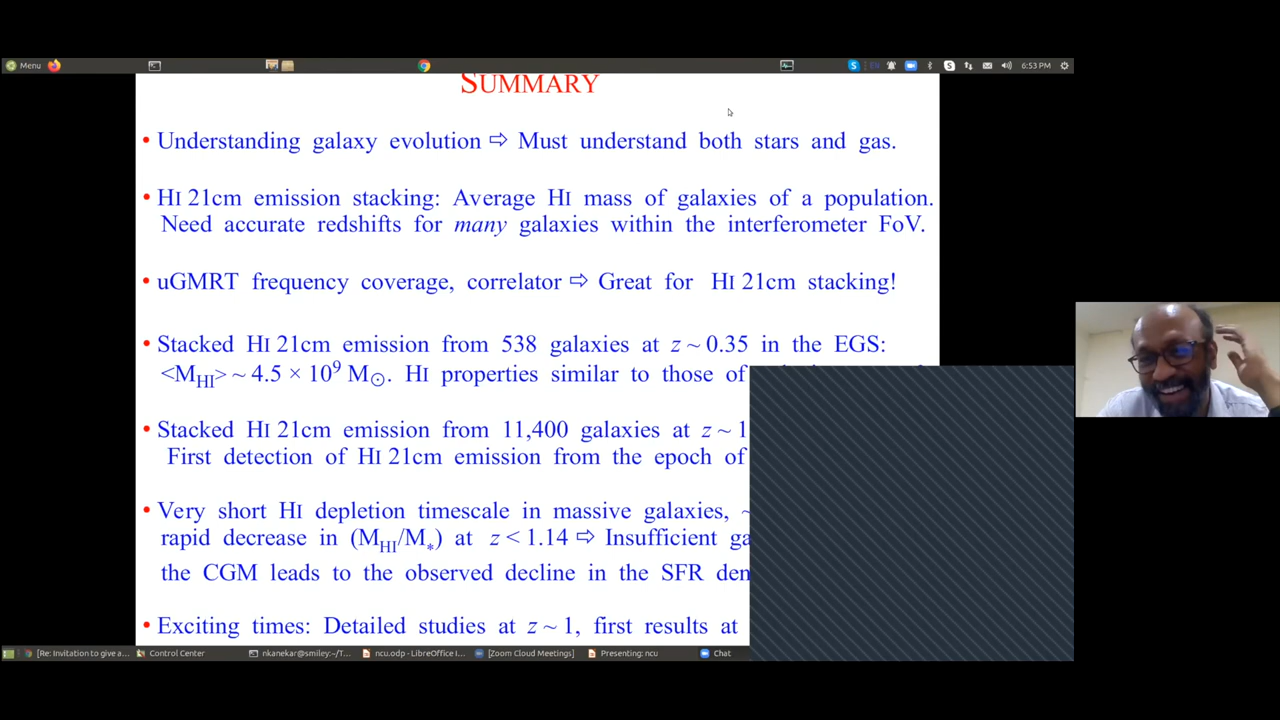 Menu
6:53 PM
SUMMARY
• Understanding galaxy evolution ⇨ Must understand both stars and gas.
• HI 21cm emission stacking: Average HI mass of galaxies of a population.
Need accurate redshifts for many galaxies within the interferometer FoV.
• uGMRT frequency coverage, correlator ⇨ Great for HI 21cm stacking!
• Stacked HI 21cm emission from 538 galaxies at z ~ 0.35 in the EGS:
<M_HI> ~ 4.5 × 10⁹ M⊙. HI properties similar to those of
• Stacked HI 21cm emission from 11,400 galaxies at z ~ 1
First detection of HI 21cm emission from the epoch of
• Very short HI depletion timescale in massive galaxies, ~
rapid decrease in (M_HI/M_*) at z < 1.14 ⇨ Insufficient ga
the CGM leads to the observed decline in the SFR den
• Exciting times: Detailed studies at z ~ 1, first results at
[Re: Invitation to give a... Control Center nkanekar@smiley:~/T... ncu.odp - LibreOffice I... [Zoom Cloud Meetings] Presenting: ncu Chat